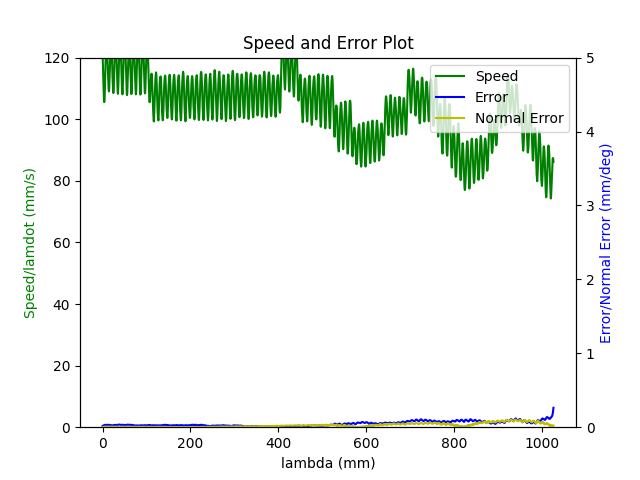 Speed and Error Plot
Speed
Error
Normal Error
120
100
80
60
40
20
0
5
4
3
2
1
0
0
200
400
600
800
1000
Speed/lamdot (mm/s)
Error/Normal Error (mm/deg)
lambda (mm)